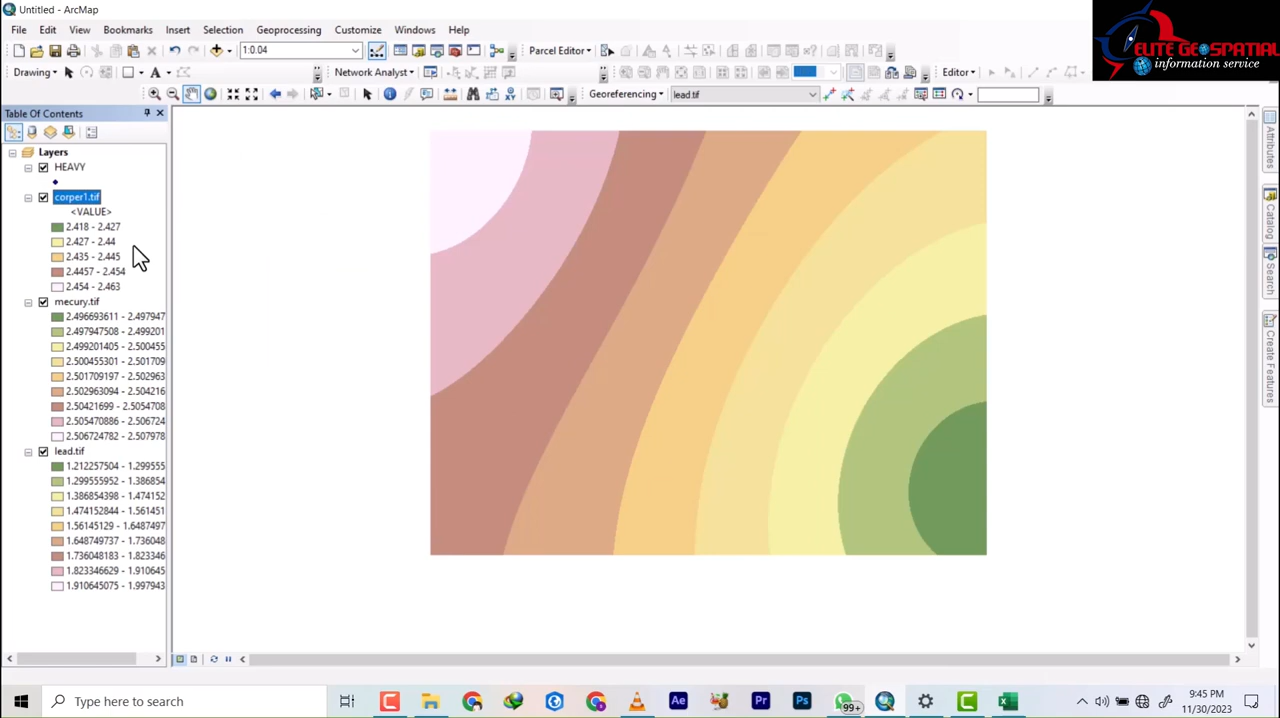 Untitled - ArcMap
File Edit View Bookmarks Insert Selection Geoprocessing Customize Windows Help
1:0.04 Parcel Editor
Drawing A Network Analyst Editor
Georeferencing lead.tif
Table Of Contents
Layers
HEAVY
corper1.tif
<VALUE>
2.418 - 2.427
2.427 - 2.44
2.435 - 2.445
2.4457 - 2.454
2.454 - 2.463
mecury.tif
2.496693611 - 2.497947
2.497947508 - 2.499201
2.499201405 - 2.500455
2.500455301 - 2.501709
2.501709197 - 2.502963
2.502963094 - 2.504216
2.50421699 - 2.5054708
2.505470886 - 2.506724
2.506724782 - 2.507978
lead.tif
1.212257504 - 1.299555
1.299555952 - 1.386854
1.386854398 - 1.474152
1.474152844 - 1.561451
1.56145129 - 1.6487497
1.648749737 - 1.736048
1.736048183 - 1.823346
1.823346629 - 1.910645
1.910645075 - 1.997943
ELITE GEOSPATIAL
information service
Attributes
Catalog
Search
Create Features
Type here to search
Ae
Pr
Ps
99+
9:45 PM
11/30/2023